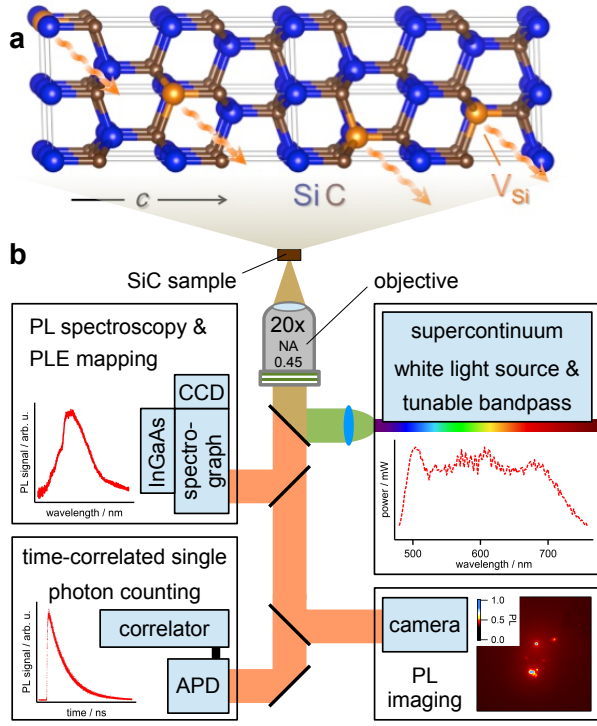 a
c
Si C
V_Si
b
SiC sample
objective
20x
NA
0.45
PL spectroscopy &
PLE mapping
CCD
InGaAs
spectro-
graph
PL signal / arb. u.
wavelength / nm
supercontinuum
white light source &
tunable bandpass
power / mW
500
600
700
wavelength / nm
time-correlated single
photon counting
correlator
APD
PL signal / arb. u.
time / ns
camera
PL
imaging
1.0
0.5
0.0
PL